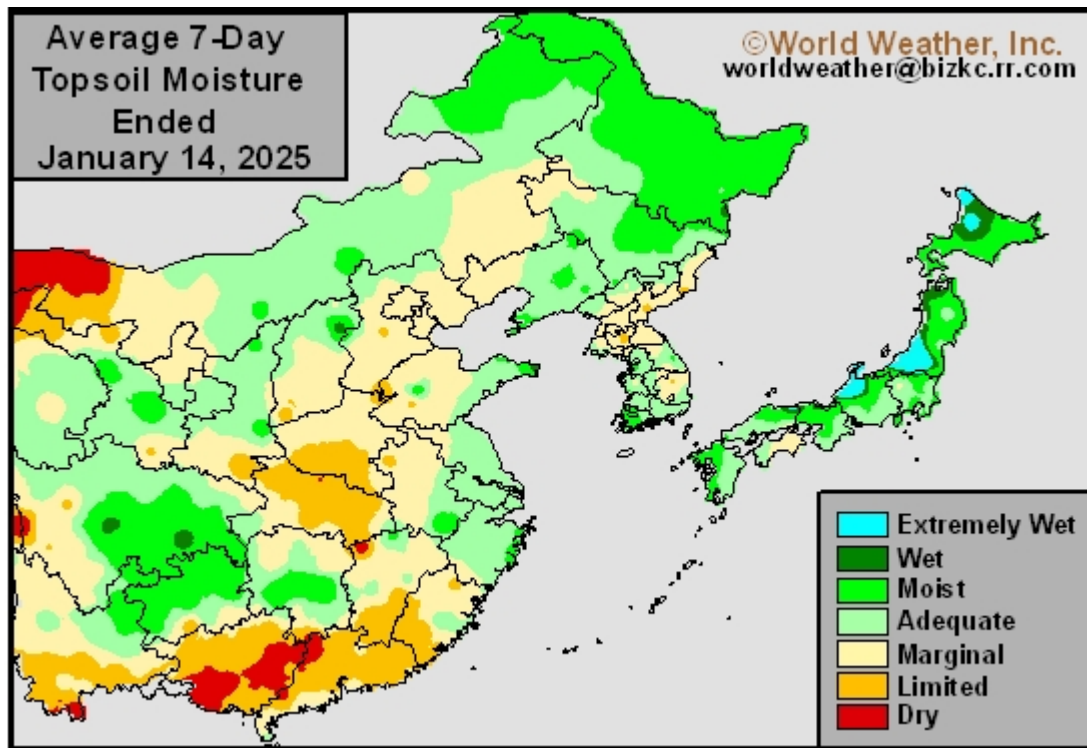 Average 7-Day
Topsoil Moisture
Ended
January 14, 2025
©World Weather, Inc.
worldweather@bizkc.rr.com
Extremely Wet
Wet
Moist
Adequate
Marginal
Limited
Dry